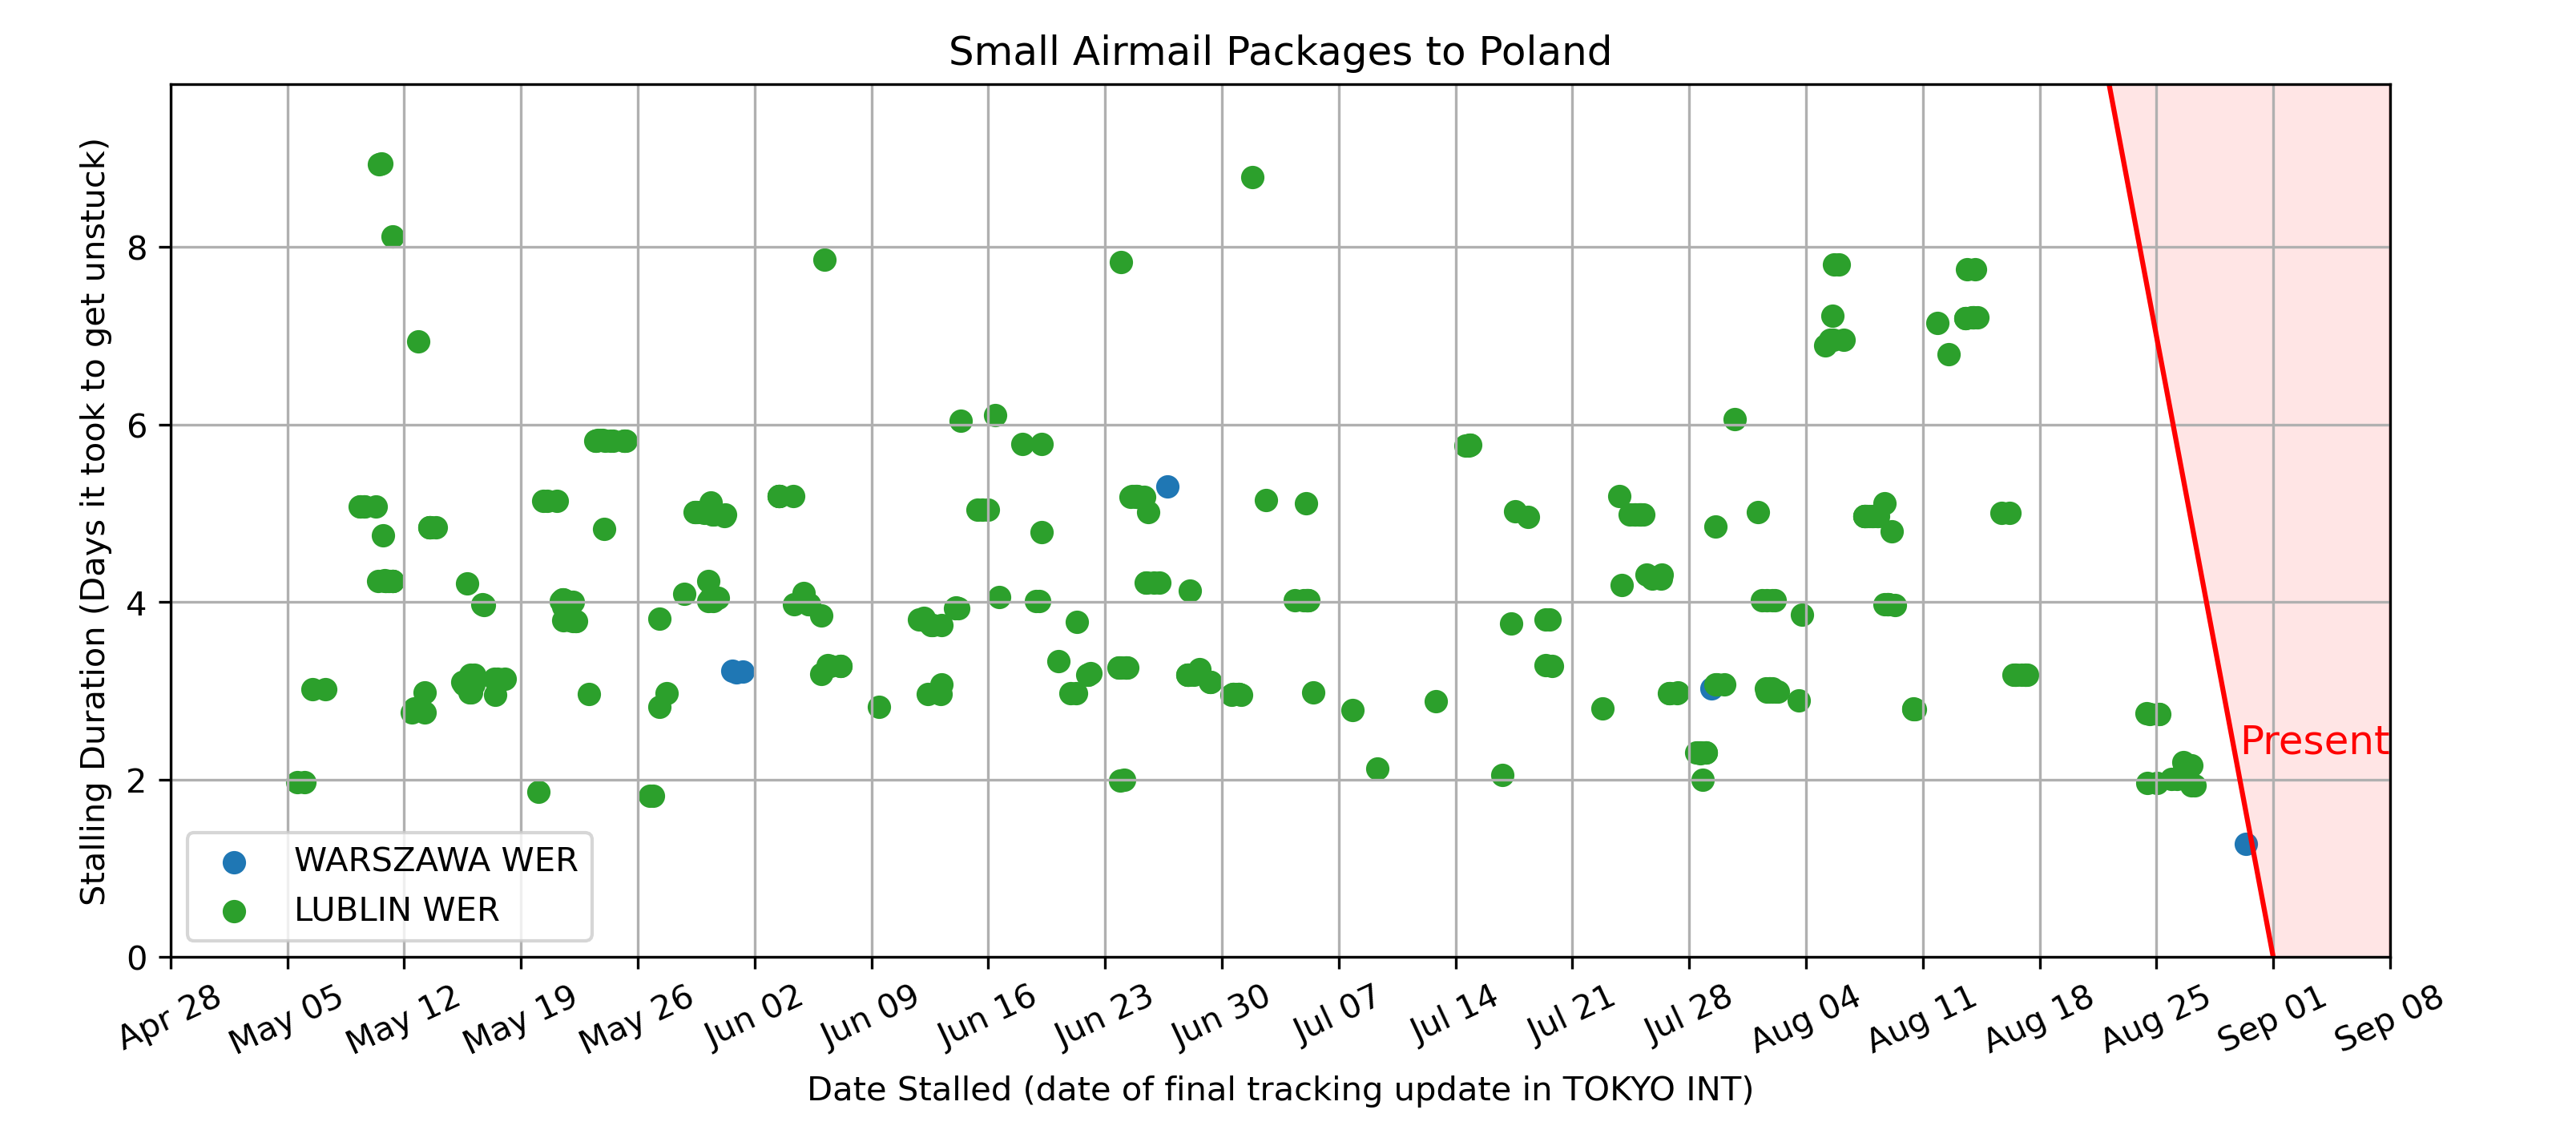 Small Airmail Packages to Poland
Stalling Duration (Days it took to get unstuck)
8
6
4
2
0
Present
WARSZAWA WER
LUBLIN WER
Apr 28
May 05
May 12
May 19
May 26
Jun 02
Jun 09
Jun 16
Jun 23
Jun 30
Jul 07
Jul 14
Jul 21
Jul 28
Aug 04
Aug 11
Aug 18
Aug 25
Sep 01
Sep 08
Date Stalled (date of final tracking update in TOKYO INT)